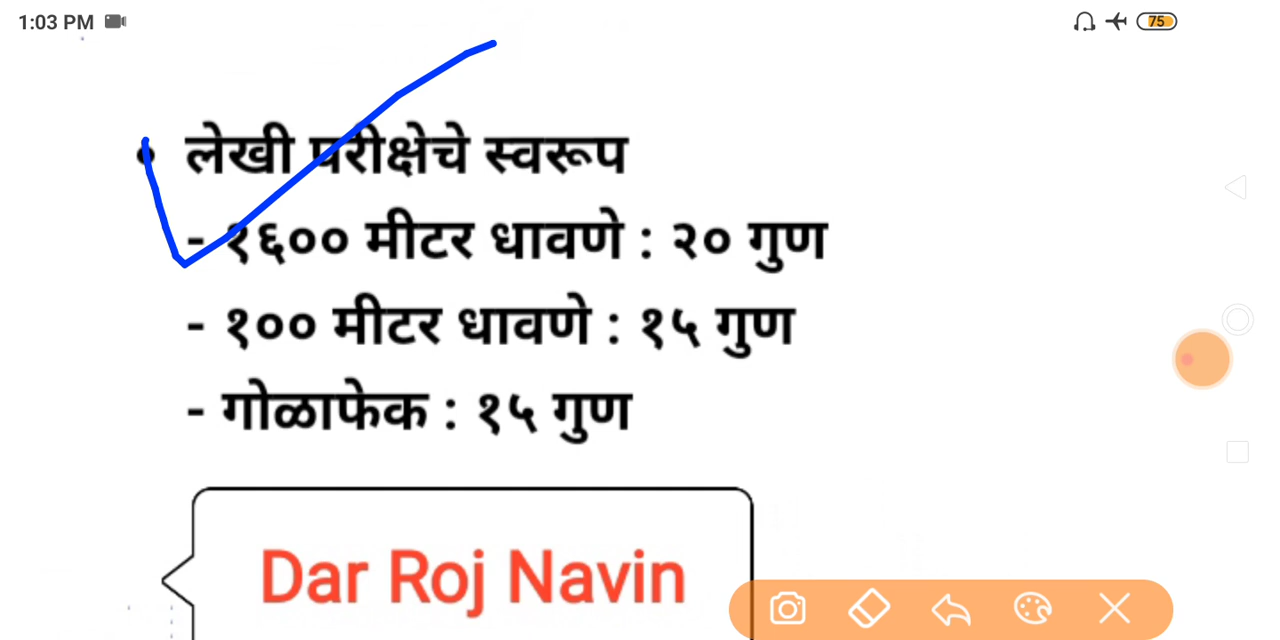 1:03 PM
75
• लेखी परीक्षेचे स्वरूप
- १६०० मीटर धावणे : २० गुण
- १०० मीटर धावणे : १५ गुण
- गोळाफेक : १५ गुण
Dar Roj Navin